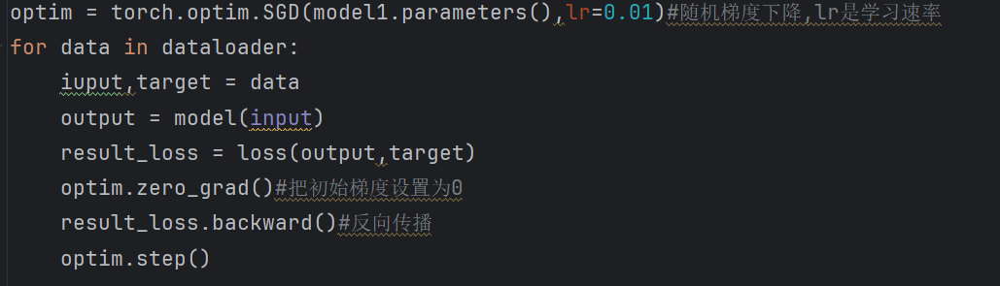 optim = torch.optim.SGD(model1.parameters(),lr=0.01)#随机梯度下降,lr是学习速率
for data in dataloader:
    iuput,target = data
    output = model(input)
    result_loss = loss(output,target)
    optim.zero_grad()#把初始梯度设置为0
    result_loss.backward()#反向传播
    optim.step()